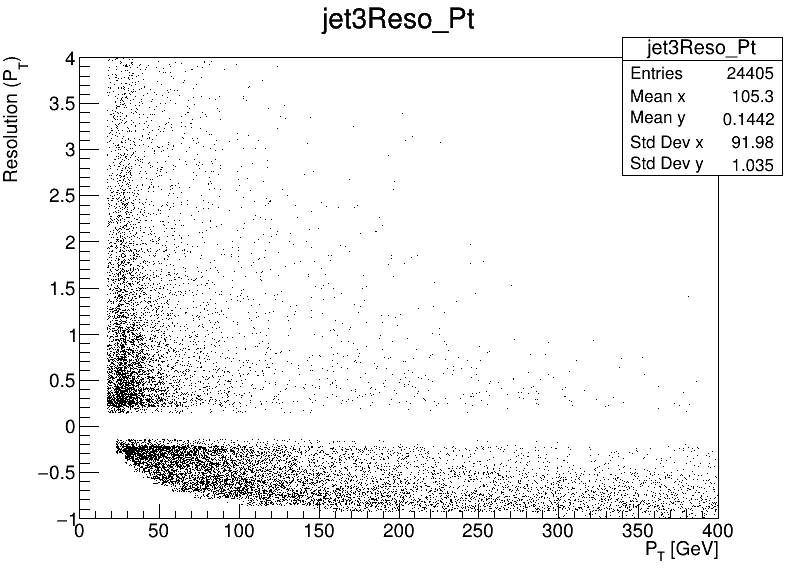 jet3Reso_Pt
jet3Reso_Pt
Entries 24405
Mean x 105.3
Mean y 0.1442
Std Dev x 91.98
Std Dev y 1.035
Resolution (P_T)
4
3.5
3
2.5
2
1.5
1
0.5
0
−0.5
−1
0 50 100 150 200 250 300 350 400
P_T [GeV]